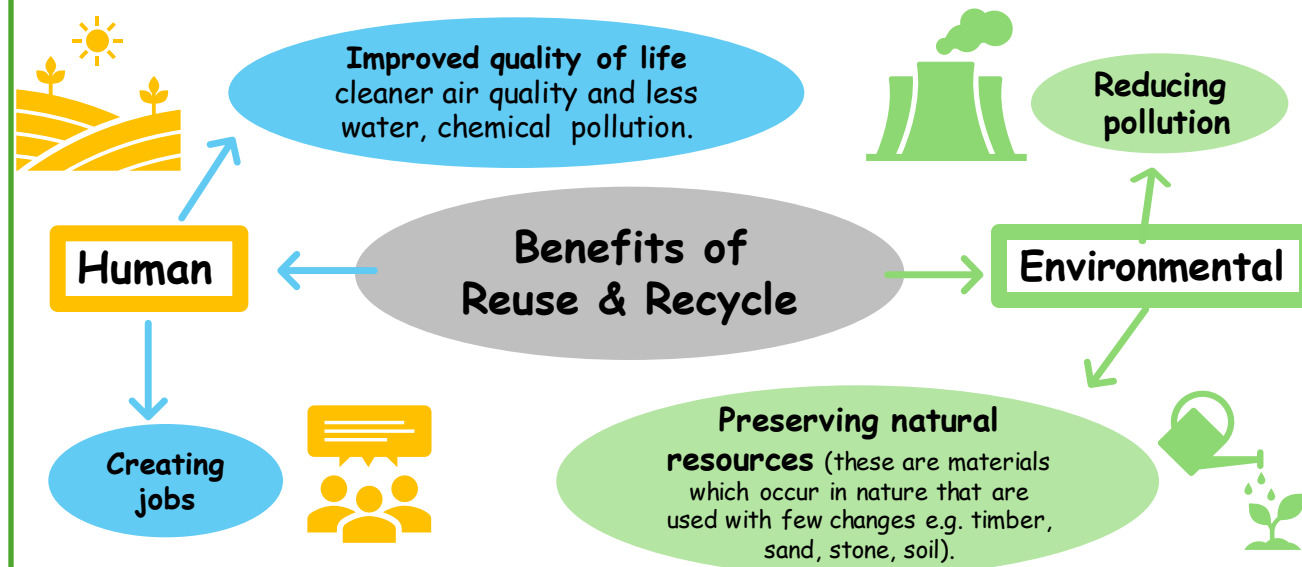 Improved quality of life
cleaner air quality and less
water, chemical pollution.
Reducing
pollution
Benefits of
Reuse & Recycle
Human
Environmental
Creating
jobs
Preserving natural
resources (these are materials
which occur in nature that are
used with few changes e.g. timber,
sand, stone, soil).